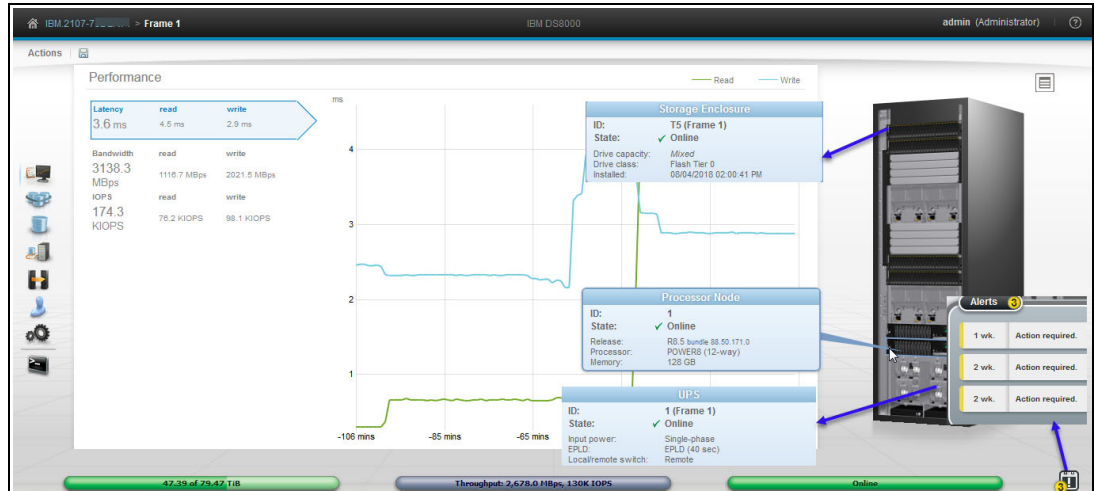 IBM.2107-7 > Frame 1
IBM DS8000
admin (Administrator)
?
Actions
Performance
Read
Write
Latency read write
3.6 ms 4.5 ms 2.9 ms
Bandwidth read write
3138.3 MBps 1116.7 MBps 2021.5 MBps
IOPS read write
174.3 KIOPS 76.2 KIOPS 98.1 KIOPS
ms
4
3
2
1
-106 mins
-85 mins
-65 mins
Storage Enclosure
ID: T5 (Frame 1)
State: ✓ Online
Drive capacity: Mixed
Drive class: Flash Tier 0
Installed: 08/04/2018 02:00:41 PM
Processor Node
ID: 1
State: ✓ Online
Release: R8.5 bundle 88.50.171.0
Processor: POWER8 (12-way)
Memory: 128 GB
UPS
ID: 1 (Frame 1)
State: ✓ Online
Input power: Single-phase
EPLD: EPLD (40 sec)
Local/remote switch: Remote
Alerts 3
1 wk. Action required.
2 wk. Action required.
2 wk. Action required.
47.39 of 79.47 TiB
Throughput: 2,678.0 MBps, 130K IOPS
Online
3